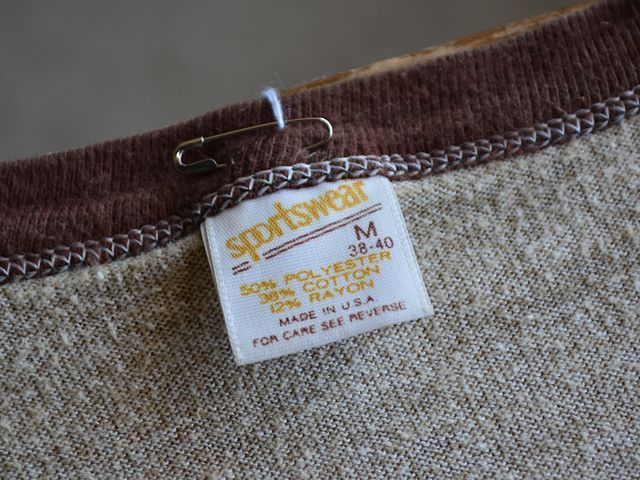 sportswear
M
38-40
50% POLYESTER
38% COTTON
12% RAYON
MADE IN U.S.A
FOR CARE SEE REVERSE